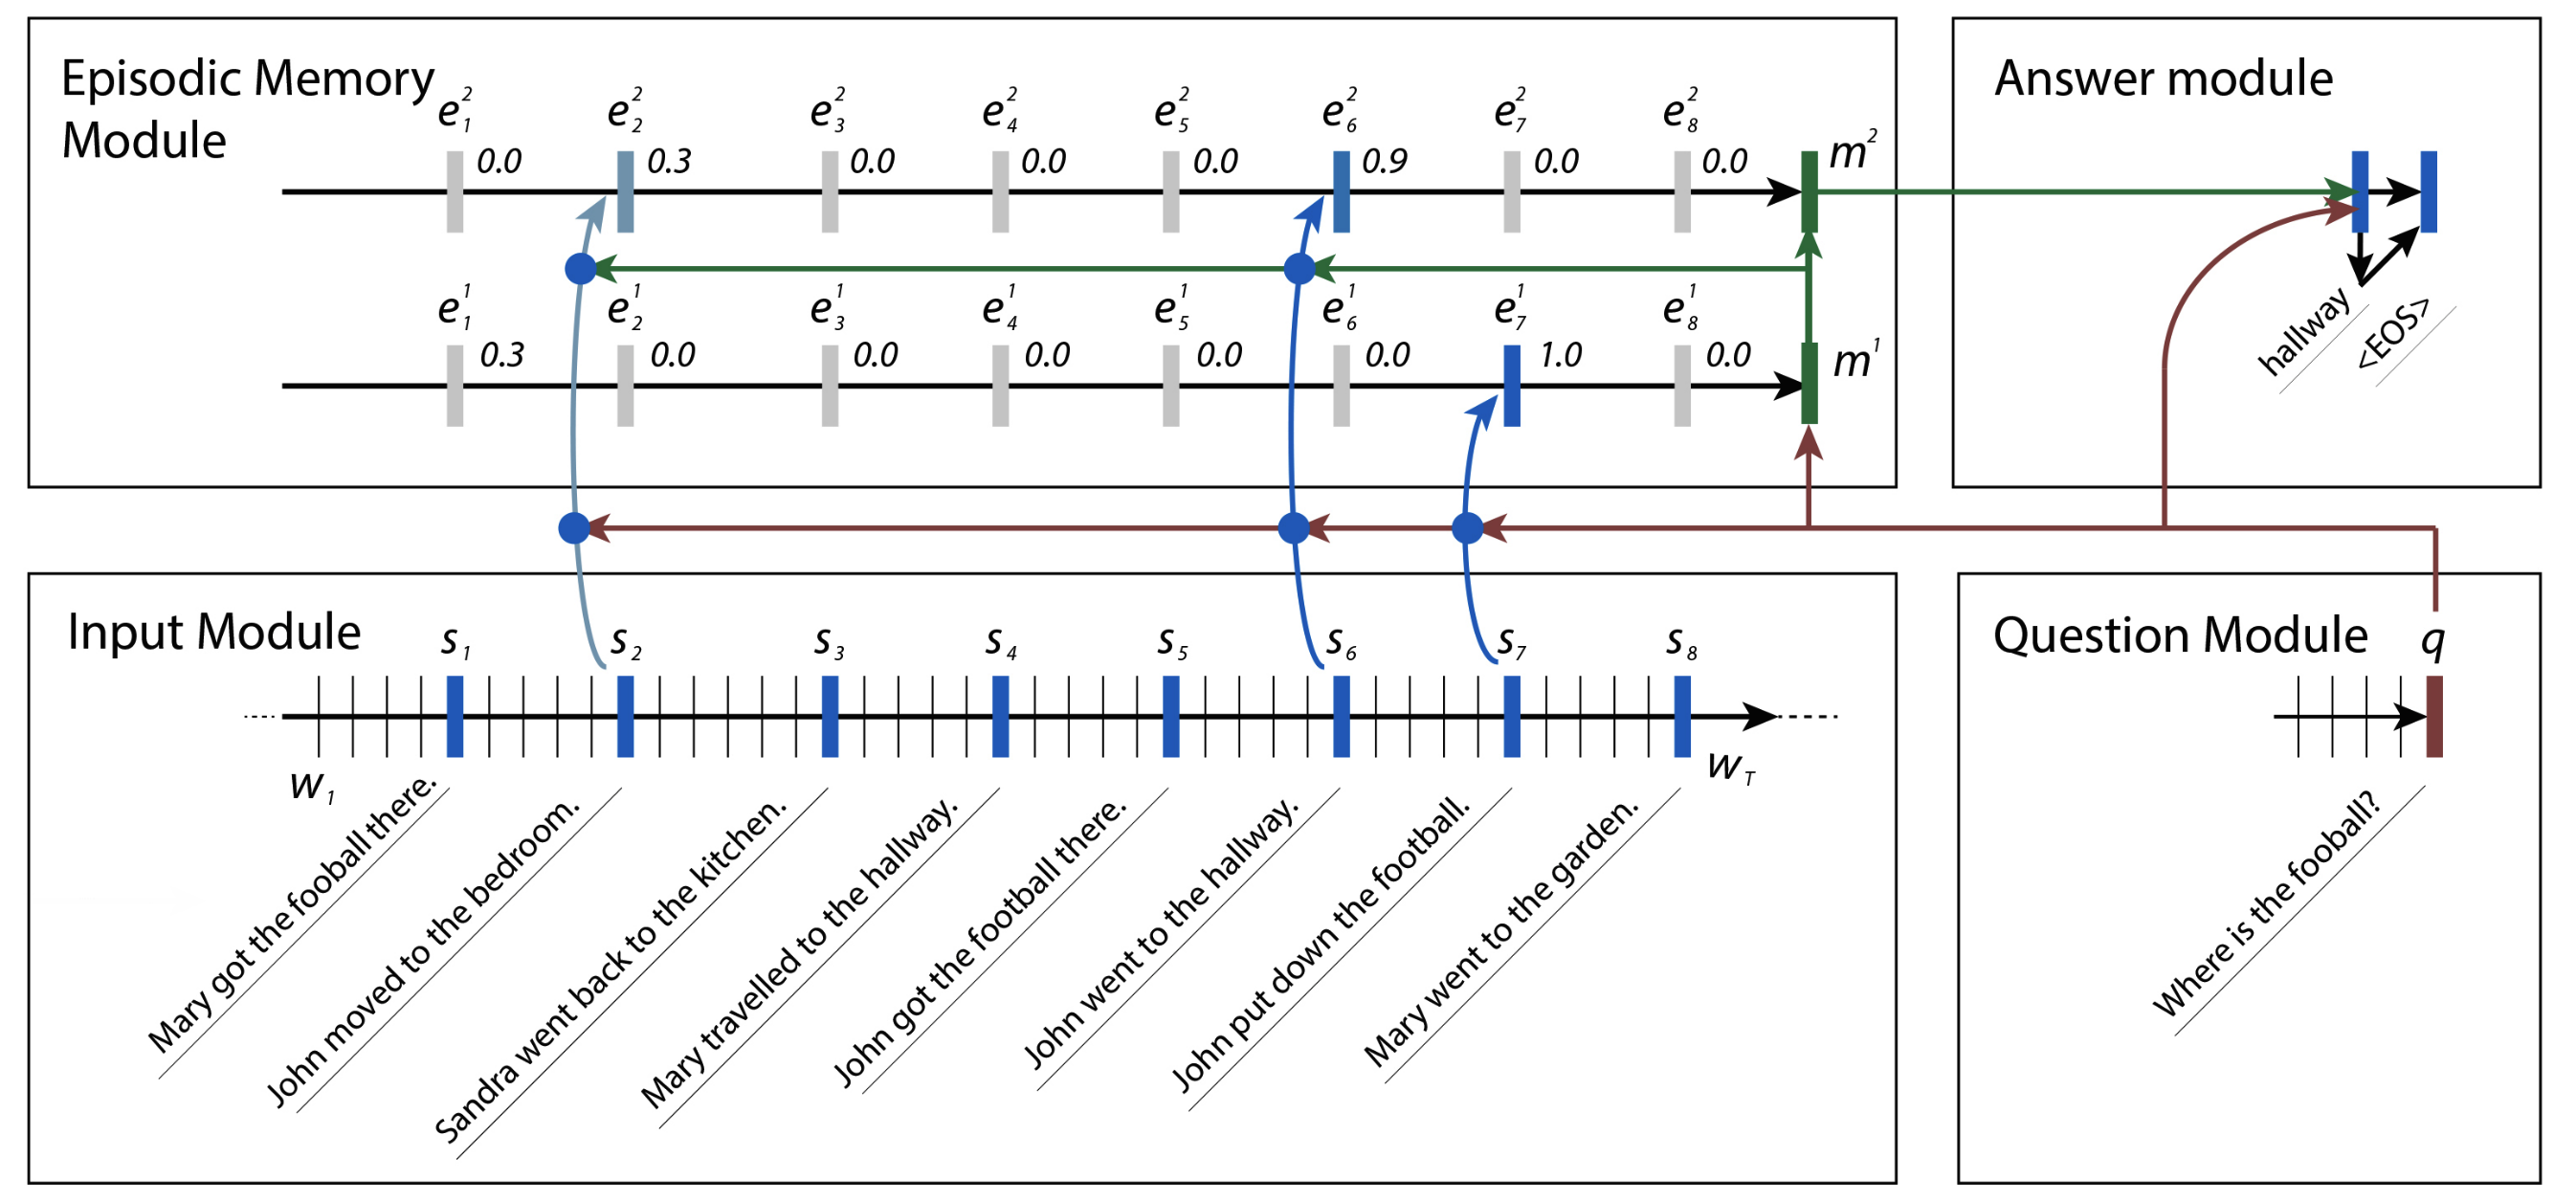 Episodic Memory
Module
e₁² e₂² e₃² e₄² e₅² e₆² e₇² e₈²
0.0 0.3 0.0 0.0 0.0 0.9 0.0 0.0 m²
e₁¹ e₂¹ e₃¹ e₄¹ e₅¹ e₆¹ e₇¹ e₈¹
0.3 0.0 0.0 0.0 0.0 0.0 1.0 0.0 m¹
Answer module
hallway
<EOS>
Input Module
s₁ s₂ s₃ s₄ s₅ s₆ s₇ s₈
w₁ w_T
Mary got the fooball there.
John moved to the bedroom.
Sandra went back to the kitchen.
Mary travelled to the hallway.
John got the football there.
John went to the hallway.
John put down the football.
Mary went to the garden.
Question Module
q
Where is the fooball?